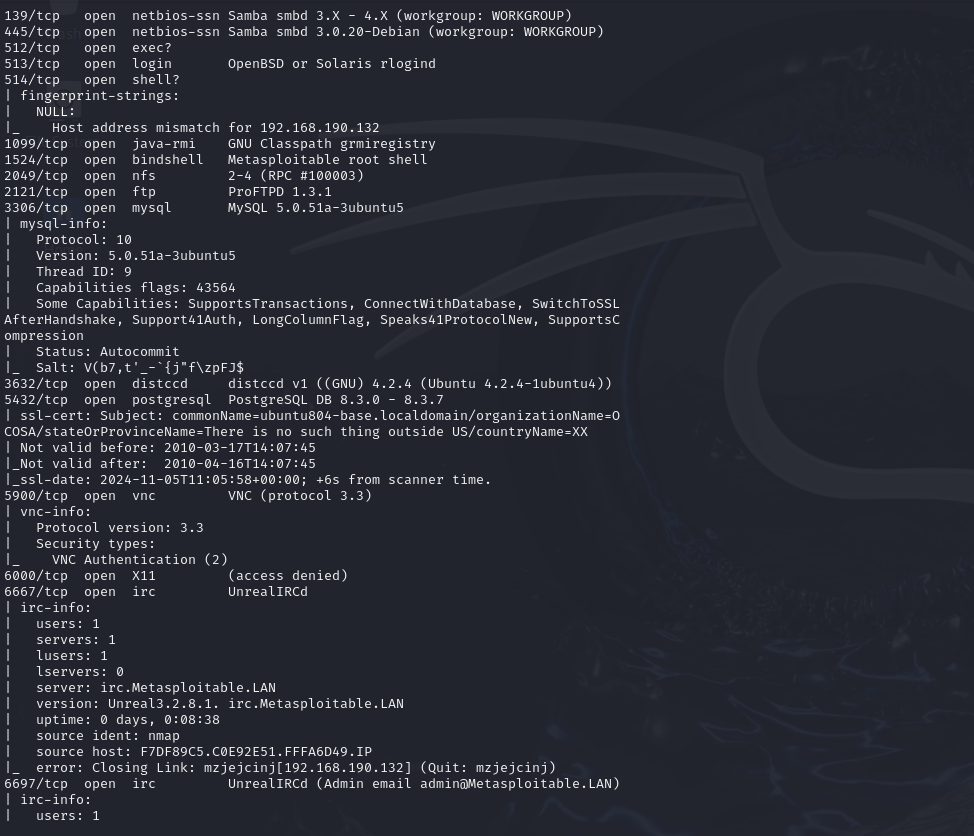 139/tcp   open  netbios-ssn Samba smbd 3.X - 4.X (workgroup: WORKGROUP)
445/tcp   open  netbios-ssn Samba smbd 3.0.20-Debian (workgroup: WORKGROUP)
512/tcp   open  exec?
513/tcp   open  login       OpenBSD or Solaris rlogind
514/tcp   open  shell?
| fingerprint-strings:
|   NULL:
|_    Host address mismatch for 192.168.190.132
1099/tcp  open  java-rmi    GNU Classpath grmiregistry
1524/tcp  open  bindshell   Metasploitable root shell
2049/tcp  open  nfs         2-4 (RPC #100003)
2121/tcp  open  ftp         ProFTPD 1.3.1
3306/tcp  open  mysql       MySQL 5.0.51a-3ubuntu5
| mysql-info:
|   Protocol: 10
|   Version: 5.0.51a-3ubuntu5
|   Thread ID: 9
|   Capabilities flags: 43564
|   Some Capabilities: SupportsTransactions, ConnectWithDatabase, SwitchToSSL
AfterHandshake, Support41Auth, LongColumnFlag, Speaks41ProtocolNew, SupportsC
ompression
|   Status: Autocommit
|_  Salt: V(b7,t'_-`{j"f\zpFJ$
3632/tcp  open  distccd     distccd v1 ((GNU) 4.2.4 (Ubuntu 4.2.4-1ubuntu4))
5432/tcp  open  postgresql  PostgreSQL DB 8.3.0 - 8.3.7
| ssl-cert: Subject: commonName=ubuntu804-base.localdomain/organizationName=O
COSA/stateOrProvinceName=There is no such thing outside US/countryName=XX
| Not valid before: 2010-03-17T14:07:45
|_Not valid after:  2010-04-16T14:07:45
|_ssl-date: 2024-11-05T11:05:58+00:00; +6s from scanner time.
5900/tcp  open  vnc         VNC (protocol 3.3)
| vnc-info:
|   Protocol version: 3.3
|   Security types:
|_    VNC Authentication (2)
6000/tcp  open  X11         (access denied)
6667/tcp  open  irc         UnrealIRCd
| irc-info:
|   users: 1
|   servers: 1
|   lusers: 1
|   lservers: 0
|   server: irc.Metasploitable.LAN
|   version: Unreal3.2.8.1. irc.Metasploitable.LAN
|   uptime: 0 days, 0:08:38
|   source ident: nmap
|   source host: F7DF89C5.C0E92E51.FFFA6D49.IP
|_  error: Closing Link: mzjejcinj[192.168.190.132] (Quit: mzjejcinj)
6697/tcp  open  irc         UnrealIRCd (Admin email admin@Metasploitable.LAN)
| irc-info:
|   users: 1